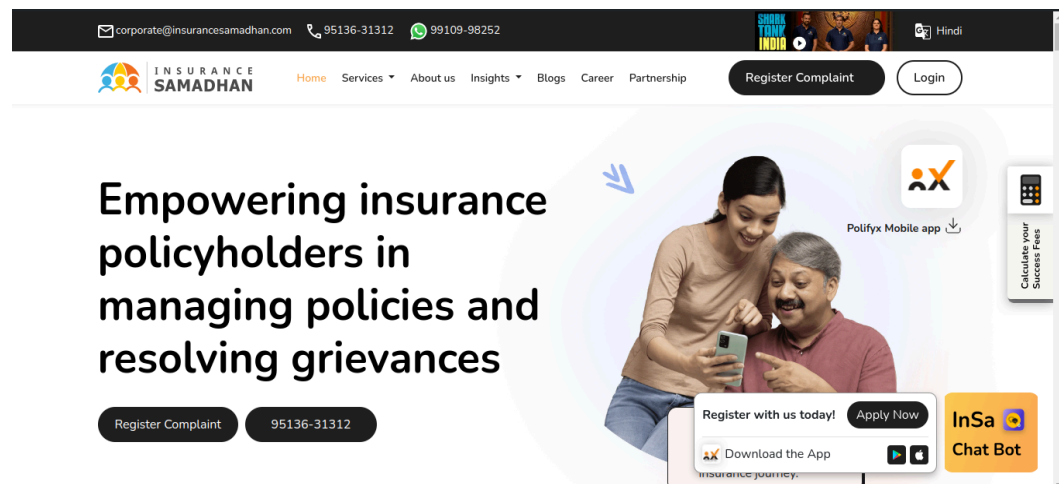 corporate@insurancesamadhan.com 95136-31312 99109-98252 SHARK TANK INDIA Hindi
INSURANCE
SAMADHAN
Home Services About us Insights Blogs Career Partnership Register Complaint Login
Empowering insurance
policyholders in
managing policies and
resolving grievances
Polifyx Mobile app
Calculate your
Success Fees
Register Complaint 95136-31312
Register with us today! Apply Now
Download the App
insurance journey.
InSa
Chat Bot